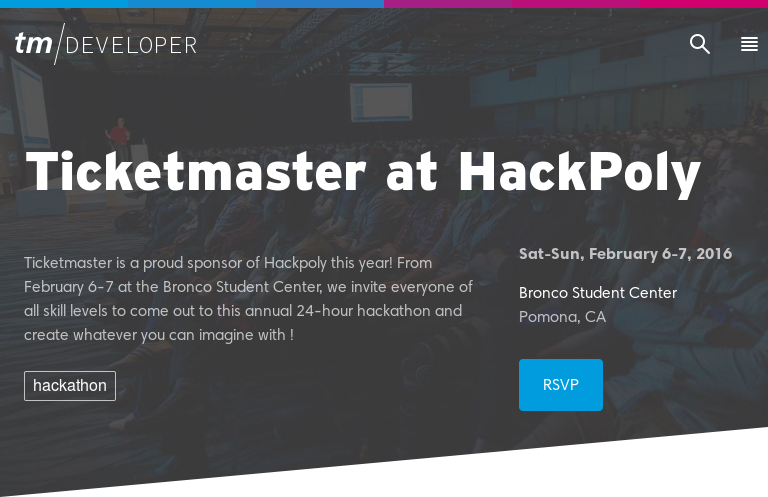 tm/DEVELOPER
Ticketmaster at HackPoly
Ticketmaster is a proud sponsor of Hackpoly this year! From
February 6-7 at the Bronco Student Center, we invite everyone of
all skill levels to come out to this annual 24-hour hackathon and
create whatever you can imagine with !
hackathon
Sat-Sun, February 6-7, 2016
Bronco Student Center
Pomona, CA
RSVP